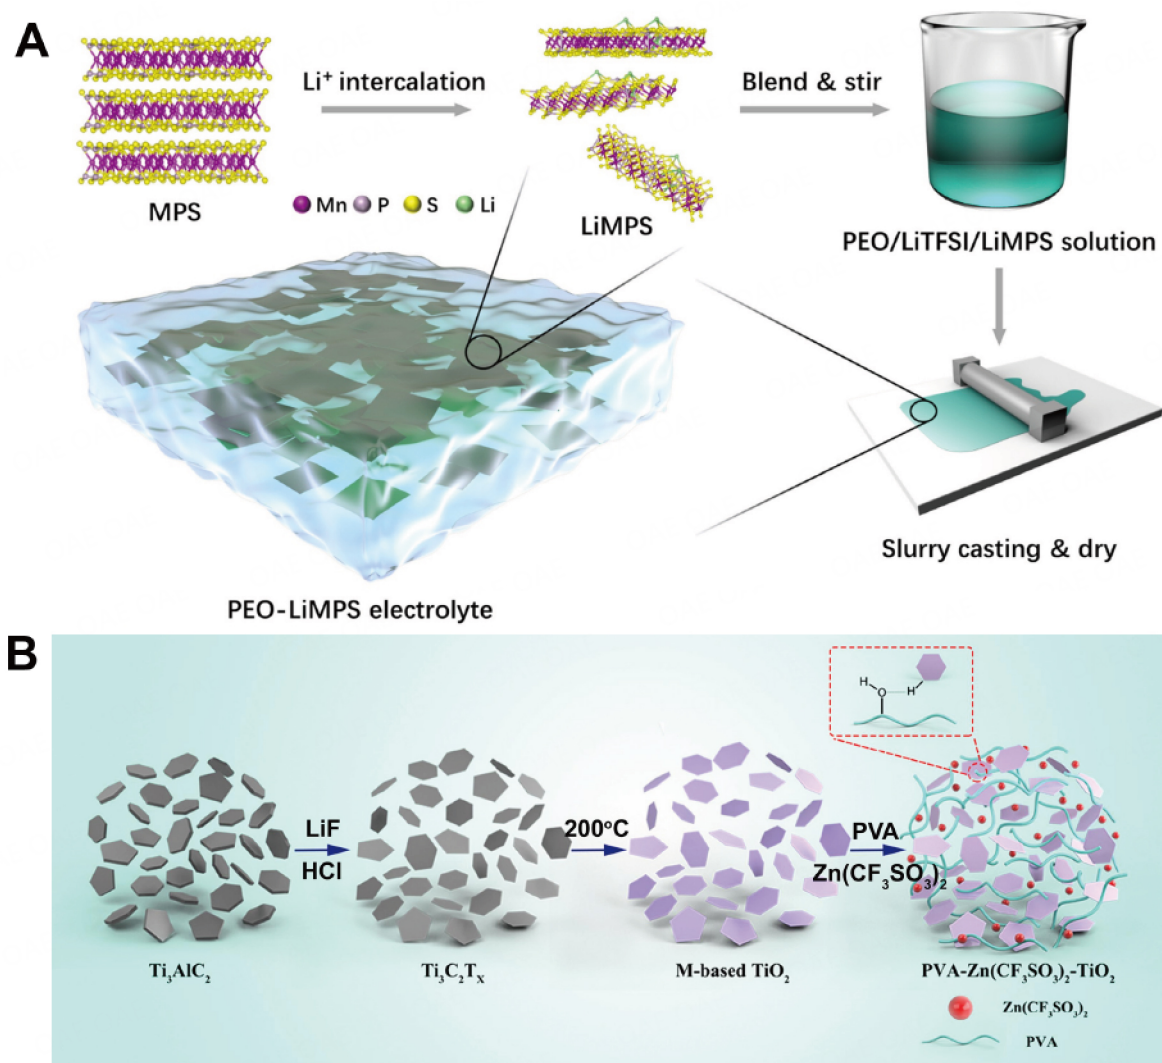 A
Li⁺ intercalation
Blend & stir
MPS
Mn P S Li
LiMPS
PEO/LiTFSI/LiMPS solution
Slurry casting & dry
PEO-LiMPS electrolyte
B
H
O
H
LiF
HCl
200°C
PVA
Zn(CF₃SO₃)₂
Ti₃AlC₂
Ti₃C₂Tₓ
M-based TiO₂
PVA-Zn(CF₃SO₃)₂-TiO₂
Zn(CF₃SO₃)₂
PVA